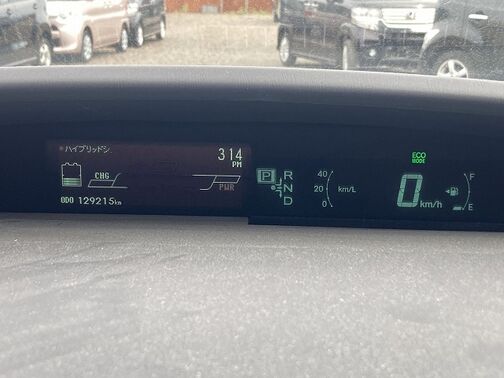 *ハイブリッドシ
3:14
PM
CHG
PWR
ODO 129215km
P R
N
D
40
20 km/L
0
ECO
MODE
0 km/h
F
E